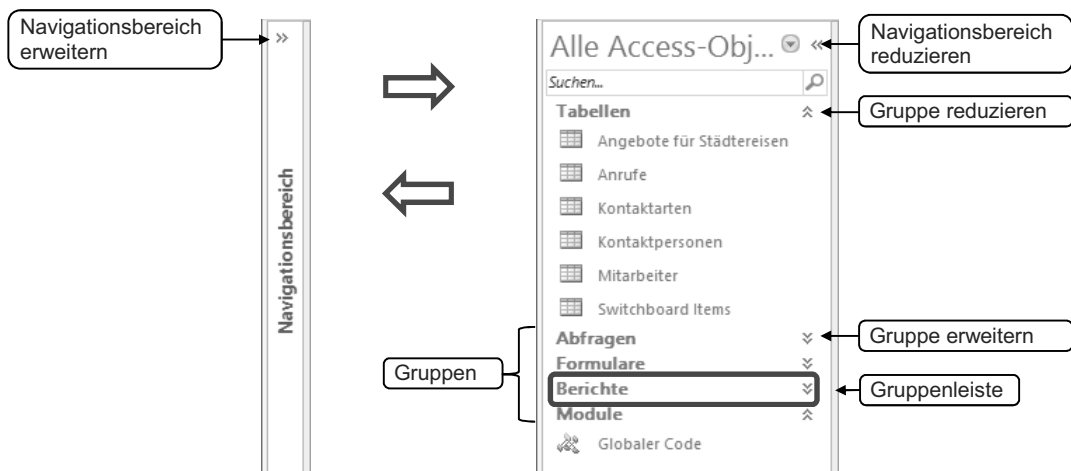 Navigationsbereich
erweitern
»
Navigationsbereich
Alle Access-Obj...
«
Navigationsbereich
reduzieren
Suchen...
Tabellen
Gruppe reduzieren
Angebote für Städtereisen
Anrufe
Kontaktarten
Kontaktpersonen
Mitarbeiter
Switchboard Items
Abfragen
Gruppe erweitern
Formulare
Gruppen
Berichte
Gruppenleiste
Module
Globaler Code